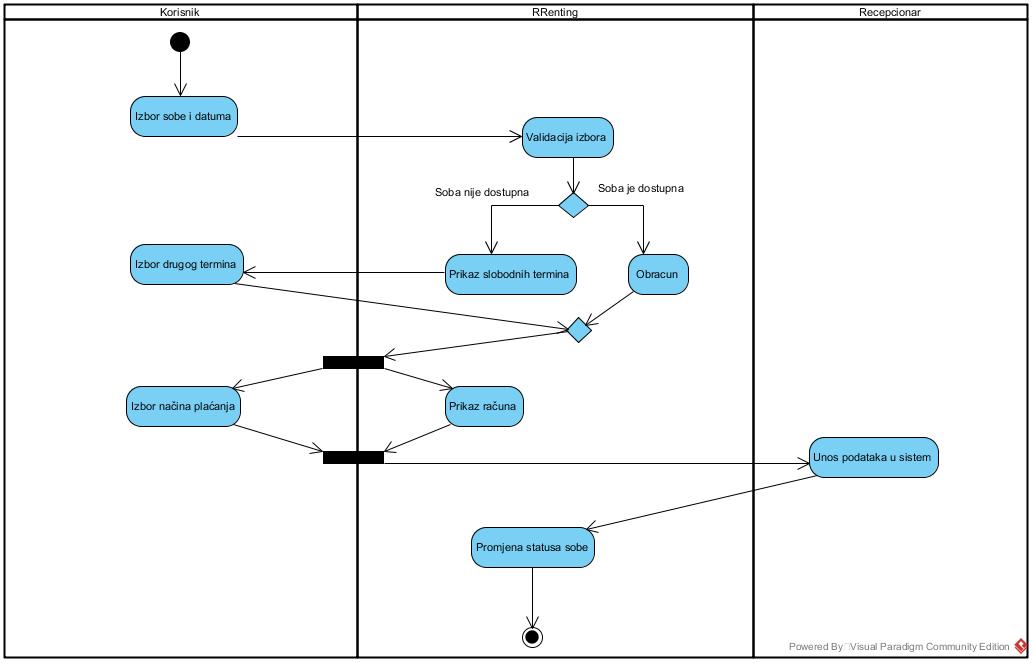 Korisnik
RRenting
Recepcionar
Izbor sobe i datuma
Validacija izbora
Soba nije dostupna
Soba je dostupna
Izbor drugog termina
Prikaz slobodnih termina
Obracun
Izbor načina plaćanja
Prikaz računa
Unos podataka u sistem
Promjena statusa sobe
Powered By Visual Paradigm Community Edition